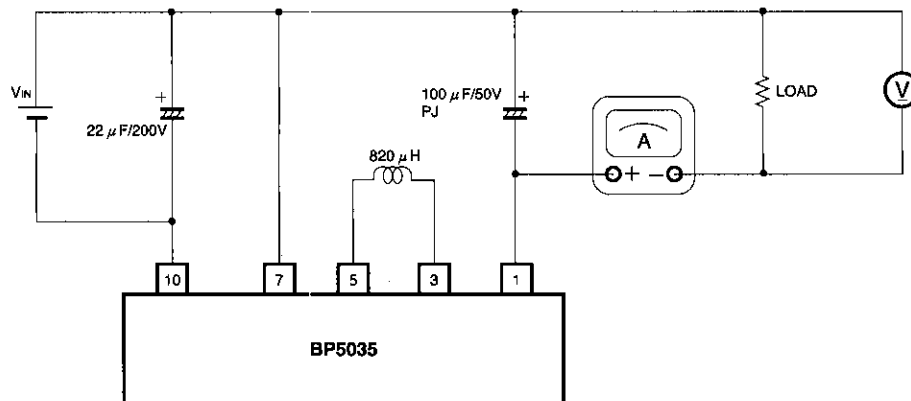 VIN
+
22 μF/200V
100 μF/50V
PJ
+
820 μH
A
+ −
LOAD
V
10
7
5
3
1
BP5035